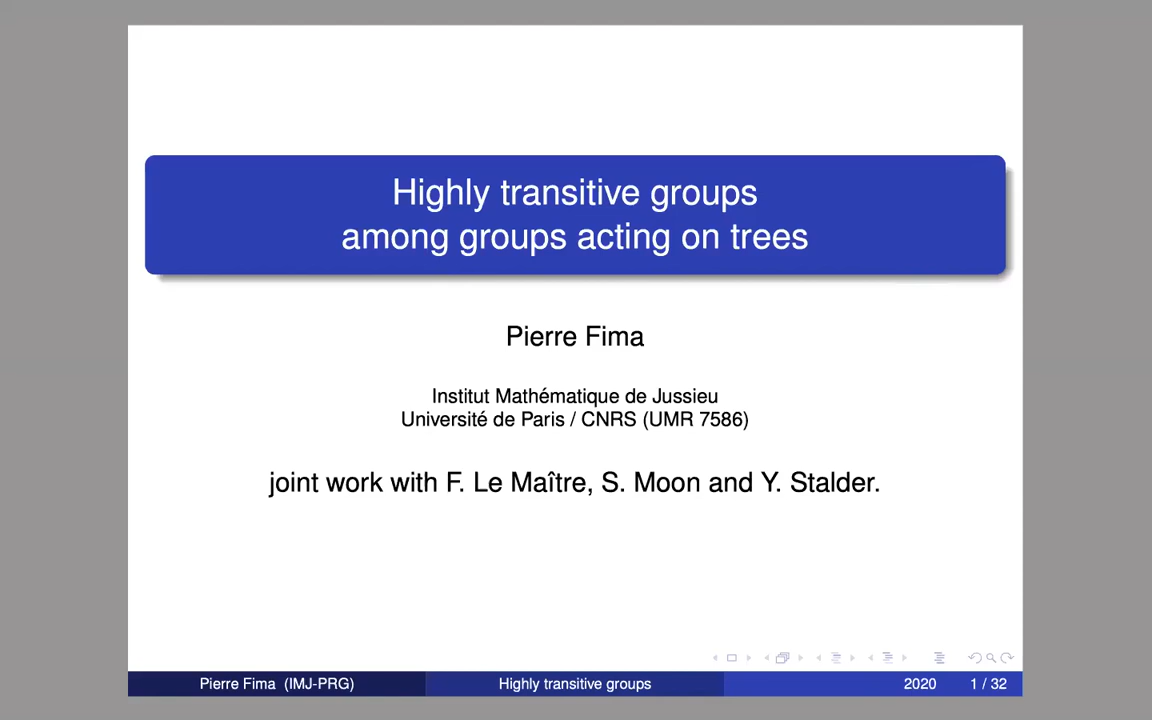 Highly transitive groups
among groups acting on trees
Pierre Fima
Institut Mathématique de Jussieu
Université de Paris / CNRS (UMR 7586)
joint work with F. Le Maître, S. Moon and Y. Stalder.
Pierre Fima (IMJ-PRG)
Highly transitive groups
2020
1 / 32